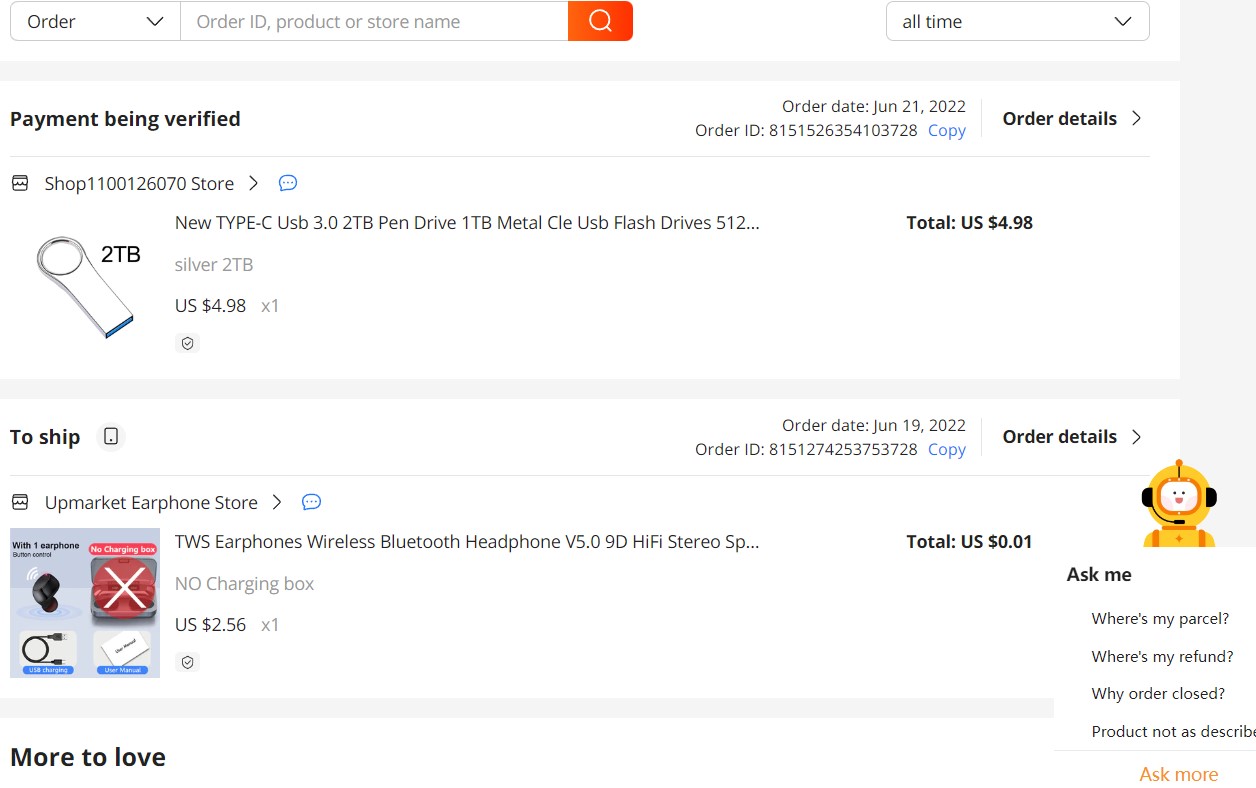 Order
Order ID, product or store name
all time
Payment being verified
Order date: Jun 21, 2022
Order ID: 8151526354103728 Copy
Order details
Shop1100126070 Store
2TB
New TYPE-C Usb 3.0 2TB Pen Drive 1TB Metal Cle Usb Flash Drives 512...
Total: US $4.98
silver 2TB
US $4.98 x1
To ship
Order date: Jun 19, 2022
Order ID: 8151274253753728 Copy
Order details
Upmarket Earphone Store
With 1 earphone
Button control
No Charging box
User Manual
USB charging
User Manual
TWS Earphones Wireless Bluetooth Headphone V5.0 9D HiFi Stereo Sp...
Total: US $0.01
NO Charging box
US $2.56 x1
Ask me
Where's my parcel?
Where's my refund?
Why order closed?
Product not as describe
Ask more
More to love